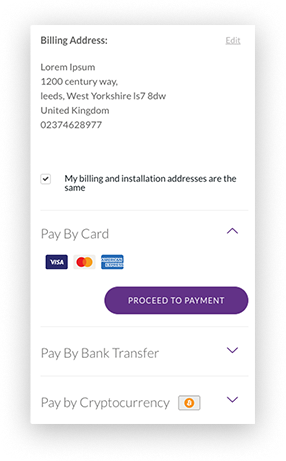 Billing Address: Edit
Lorem Ipsum
1200 century way,
leeds, West Yorkshire ls7 8dw
United Kingdom
02374628977
My billing and installation addresses are the
same
Pay By Card
VISA AMERICAN EXPRESS
PROCEED TO PAYMENT
Pay By Bank Transfer
Pay by Cryptocurrency